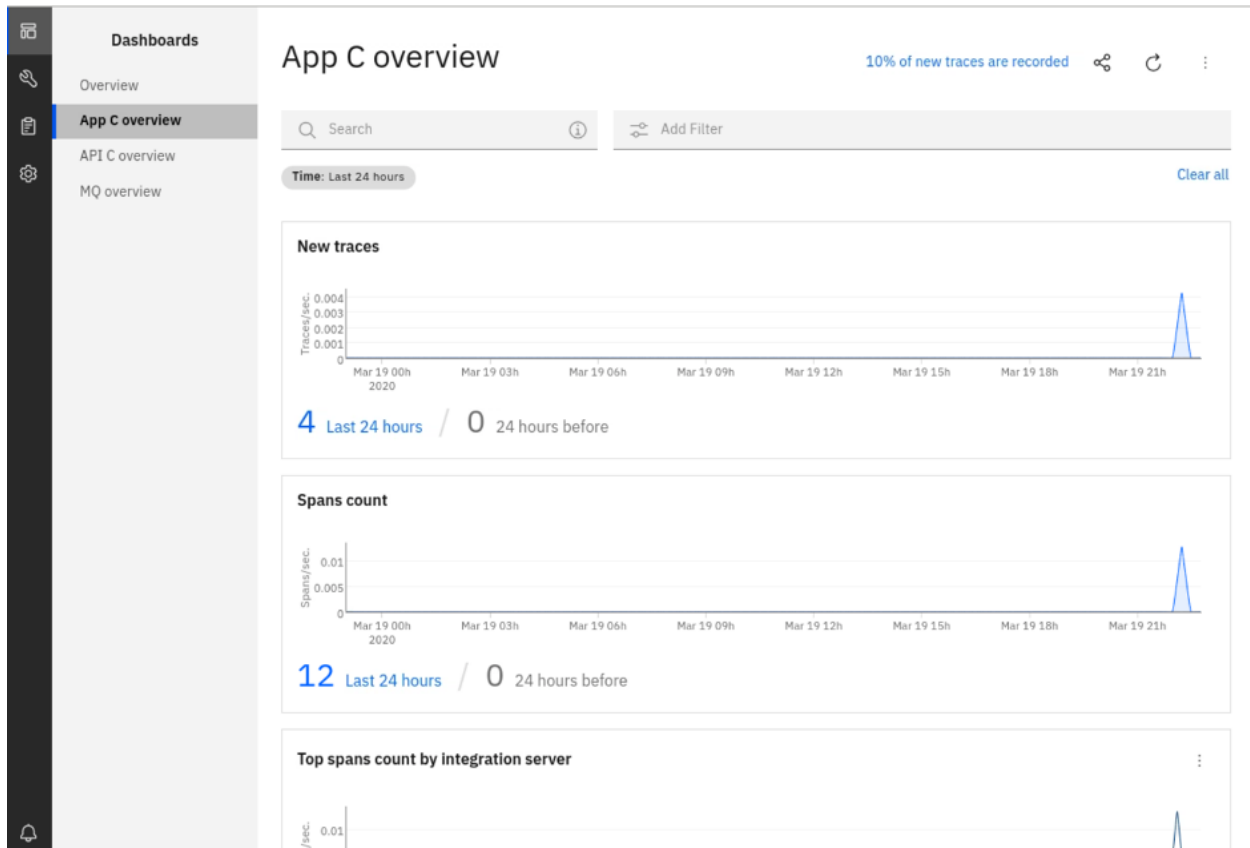 Dashboards
Overview
App C overview
API C overview
MQ overview
App C overview
10% of new traces are recorded
Search
Add Filter
Time: Last 24 hours
Clear all
New traces
Traces/sec.
0.004
0.003
0.002
0.001
0
Mar 19 00h Mar 19 03h Mar 19 06h Mar 19 09h Mar 19 12h Mar 19 15h Mar 19 18h Mar 19 21h
2020
4 Last 24 hours / 0 24 hours before
Spans count
Spans/sec.
0.01
0.005
0
Mar 19 00h Mar 19 03h Mar 19 06h Mar 19 09h Mar 19 12h Mar 19 15h Mar 19 18h Mar 19 21h
2020
12 Last 24 hours / 0 24 hours before
Top spans count by integration server
/sec.
0.01